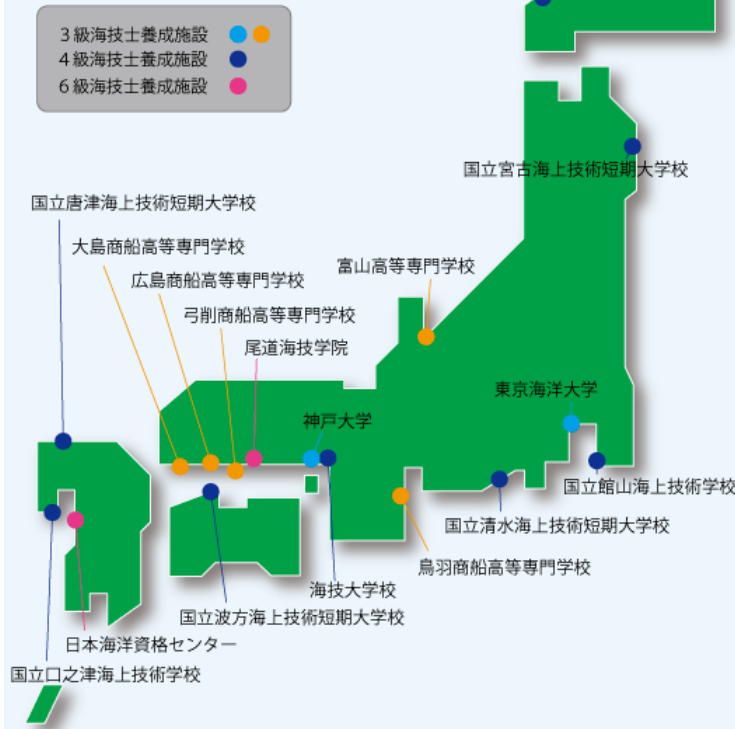 3級海技士養成施設
4級海技士養成施設
6級海技士養成施設
国立宮古海上技術短期大学校
国立唐津海上技術短期大学校
大島商船高等専門学校
富山高等専門学校
広島商船高等専門学校
弓削商船高等専門学校
尾道海技学院
東京海洋大学
神戸大学
国立館山海上技術学校
国立清水海上技術短期大学校
鳥羽商船高等専門学校
海技大学校
国立波方海上技術短期大学校
日本海洋資格センター
国立口之津海上技術学校